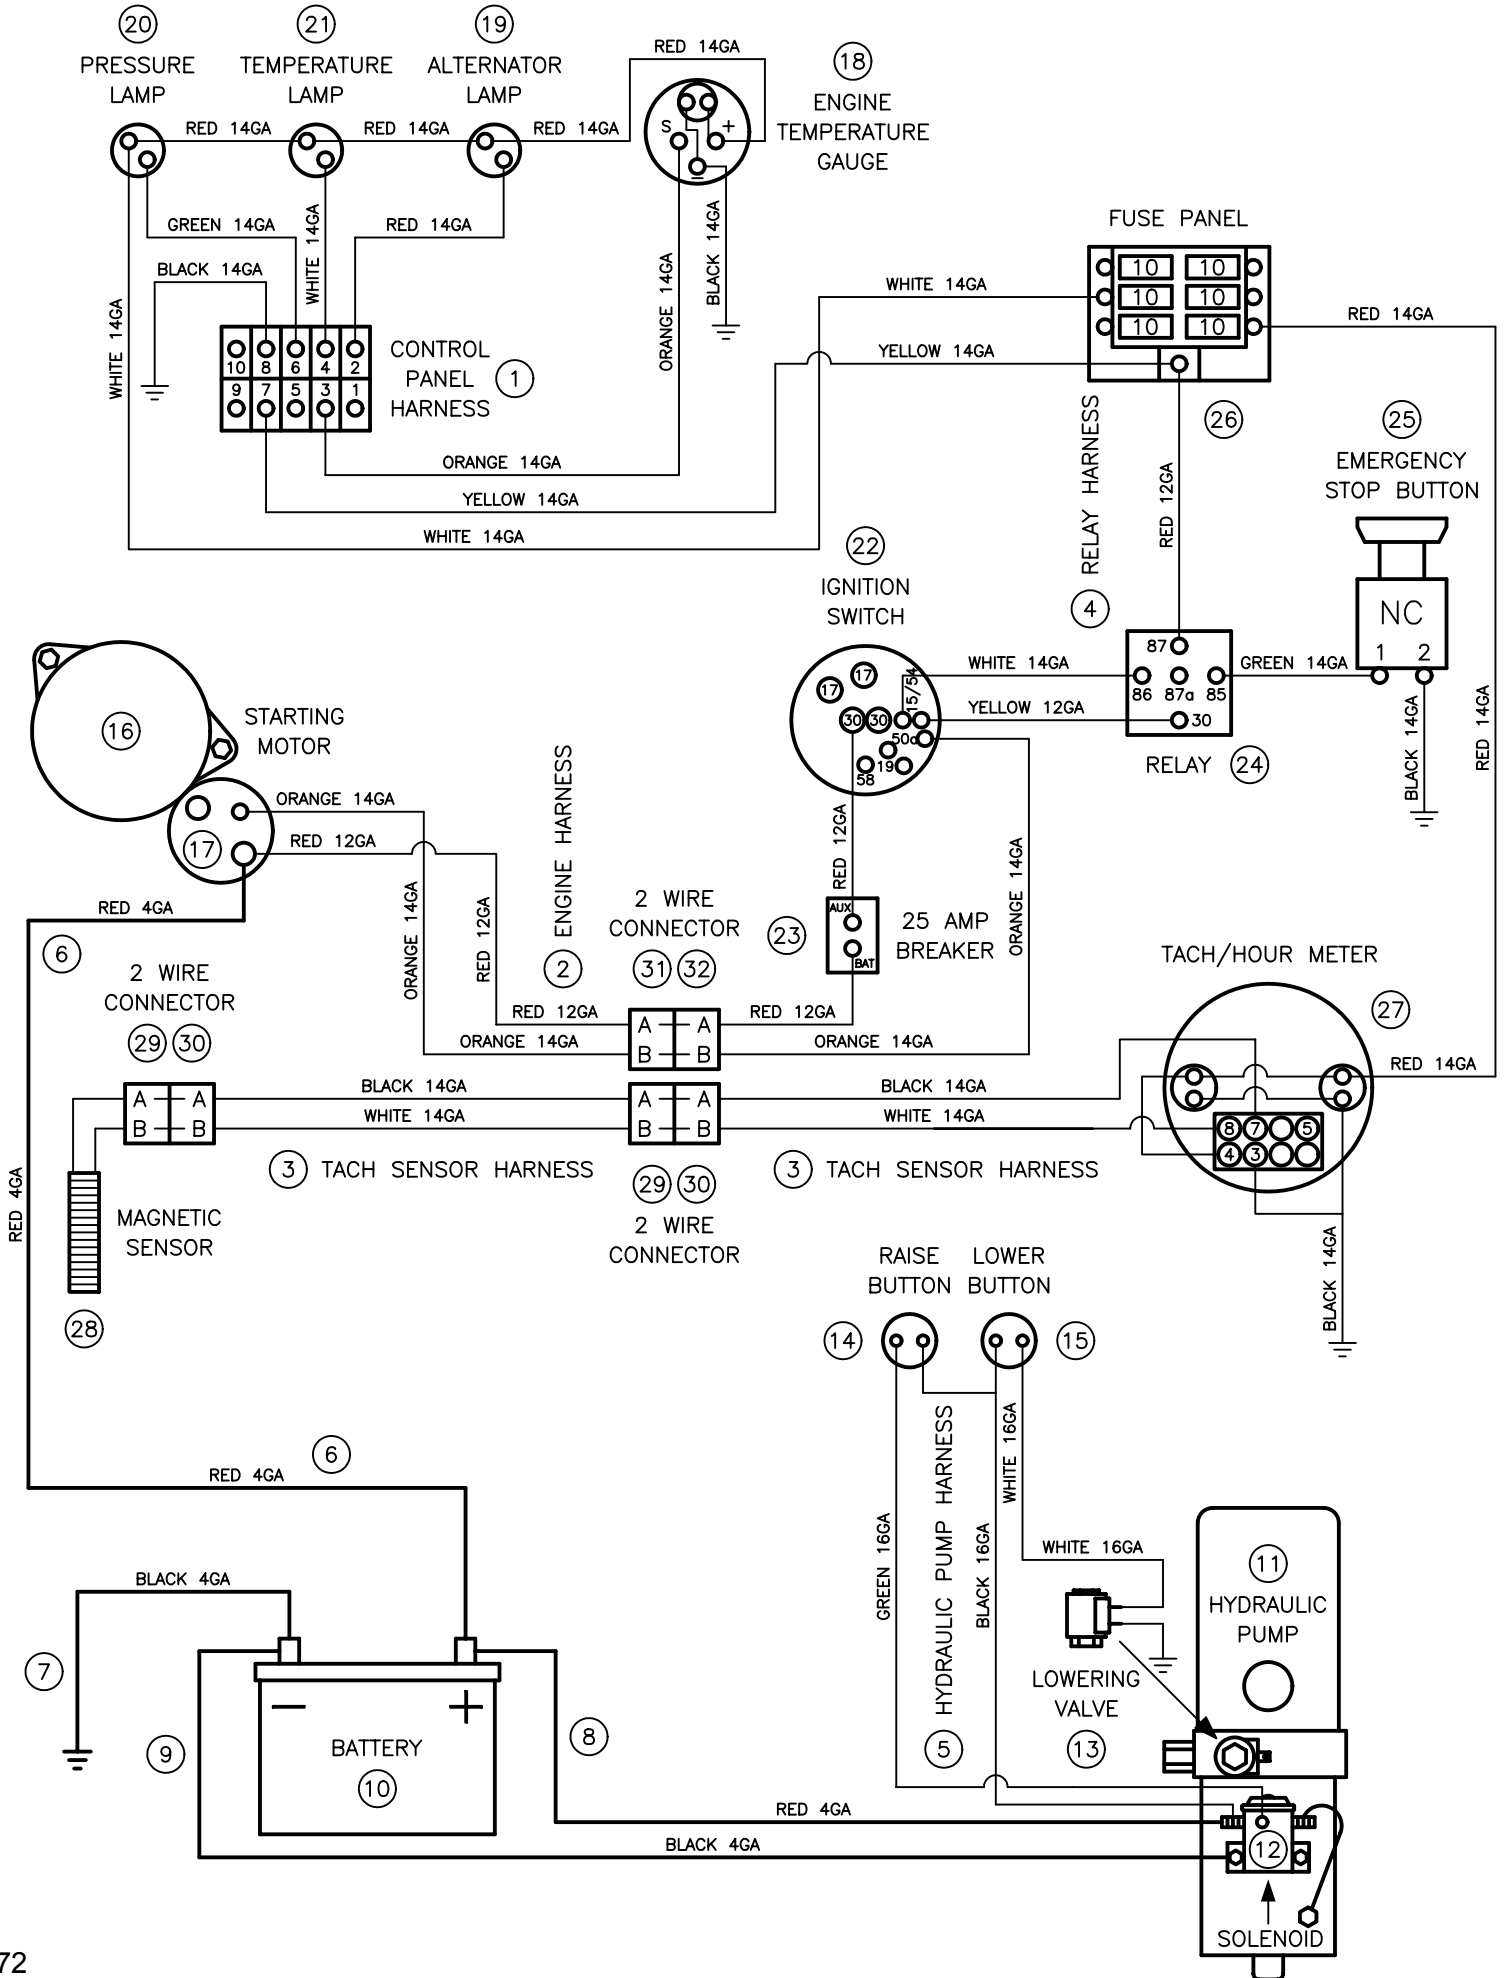 20
21
19
PRESSURE
LAMP
TEMPERATURE
LAMP
ALTERNATOR
LAMP
RED 14GA
18
ENGINE
TEMPERATURE
GAUGE
S
+
–
RED 14GA
RED 14GA
RED 14GA
GREEN 14GA
WHITE 14GA
RED 14GA
BLACK 14GA
WHITE 14GA
ORANGE 14GA
BLACK 14GA
10 8 6 4 2
9 7 5 3 1
CONTROL
PANEL
HARNESS
1
ORANGE 14GA
YELLOW 14GA
WHITE 14GA
FUSE PANEL
10 10
10 10
10 10
WHITE 14GA
YELLOW 14GA
RED 14GA
26
RELAY HARNESS
4
RED 12GA
25
EMERGENCY
STOP BUTTON
NC
1 2
GREEN 14GA
BLACK 14GA
RED 14GA
22
IGNITION
SWITCH
17
17
30 30
15/54
50a
19
58
WHITE 14GA
YELLOW 12GA
87
86 87a 85
30
RELAY
24
16
STARTING
MOTOR
17
ORANGE 14GA
RED 12GA
RED 4GA
6
ORANGE 14GA
RED 12GA
ENGINE HARNESS
2
2 WIRE
CONNECTOR
31 32
RED 12GA
ORANGE 14GA
A A
B B
RED 12GA
ORANGE 14GA
23
AUX
BAT
25 AMP
BREAKER
RED 12GA
ORANGE 14GA
TACH/HOUR METER
27
RED 14GA
8 7 5
4 3
BLACK 14GA
2 WIRE
CONNECTOR
29 30
A A
B B
BLACK 14GA
WHITE 14GA
A A
B B
BLACK 14GA
WHITE 14GA
3 TACH SENSOR HARNESS
29 30
2 WIRE
CONNECTOR
3 TACH SENSOR HARNESS
MAGNETIC
SENSOR
28
RED 4GA
RAISE
BUTTON
LOWER
BUTTON
14
15
GREEN 16GA
HYDRAULIC PUMP HARNESS
5
BLACK 16GA
WHITE 16GA
WHITE 16GA
LOWERING
VALVE
13
11
HYDRAULIC
PUMP
12
SOLENOID
6
RED 4GA
BLACK 4GA
7
9
–
+
BATTERY
10
8
RED 4GA
BLACK 4GA
72